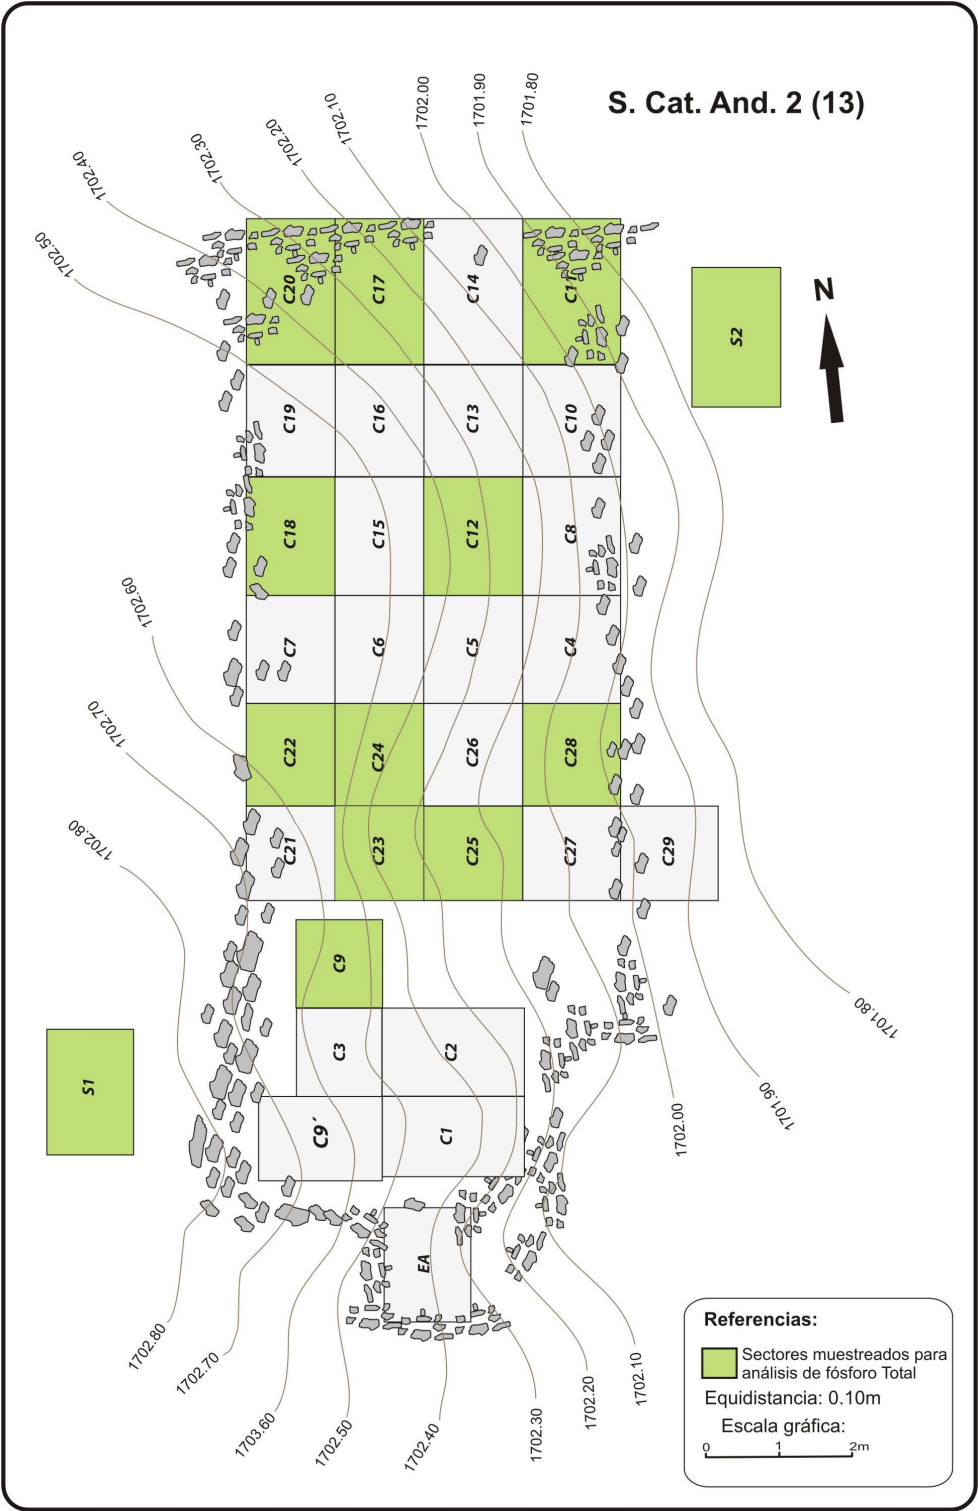 S. Cat. And. 2 (13)
1702.50
1702.40
1702.30
1702.20
1702.10
1702.00
1701.90
1701.80
N
C20
C17
C14
S2
C19
C16
C13
C10
C18
C15
C12
C8
C7
C6
C5
C4
1702.60
1702.70
1702.80
C22
C24
C26
C28
C21
C23
C25
C27
C29
C9
C3
C2
S1
C9´
C1
EA
1701.80
1701.90
1702.00
1702.80
1702.70
1703.60
1702.50
1702.40
1702.30
1702.20
1702.10
Referencias:
Sectores muestreados para
análisis de fósforo Total
Equidistancia: 0.10m
Escala gráfica:
0 1 2m